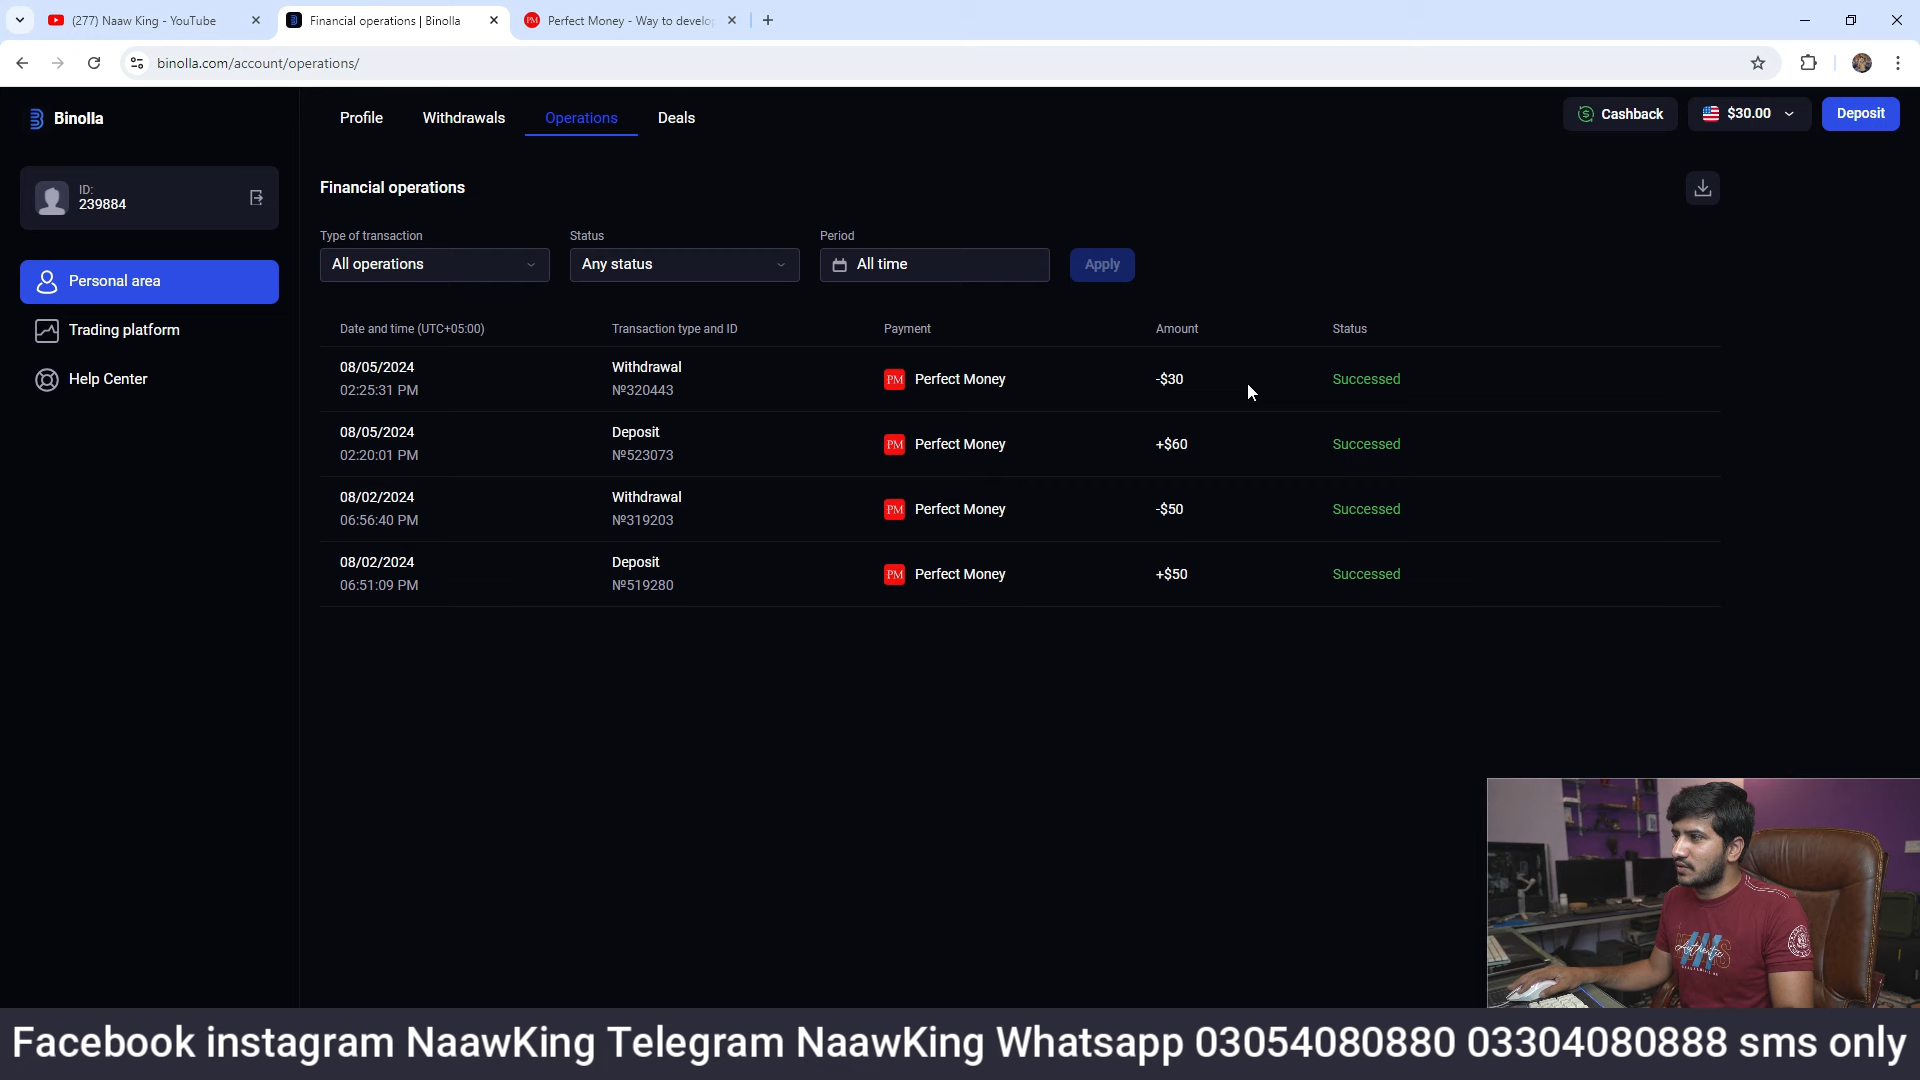 (277) Naaw King - YouTube
Financial operations | Binolla
Perfect Money - Way to develo
binolla.com/account/operations/
Binolla
Profile
Withdrawals
Operations
Deals
Cashback
$30.00
Deposit
ID:
239884
Personal area
Trading platform
Help Center
Financial operations
Type of transaction
Status
Period
All operations
Any status
All time
Apply
Date and time (UTC+05:00)
Transaction type and ID
Payment
Amount
Status
08/05/2024
02:25:31 PM
Withdrawal
№320443
PM
Perfect Money
-$30
Successed
08/05/2024
02:20:01 PM
Deposit
№523073
PM
Perfect Money
+$60
Successed
08/02/2024
06:56:40 PM
Withdrawal
№319203
PM
Perfect Money
-$50
Successed
08/02/2024
06:51:09 PM
Deposit
№519280
PM
Perfect Money
+$50
Successed
Authentic
Facebook instagram NaawKing Telegram NaawKing Whatsapp 03054080880 03304080888 sms only